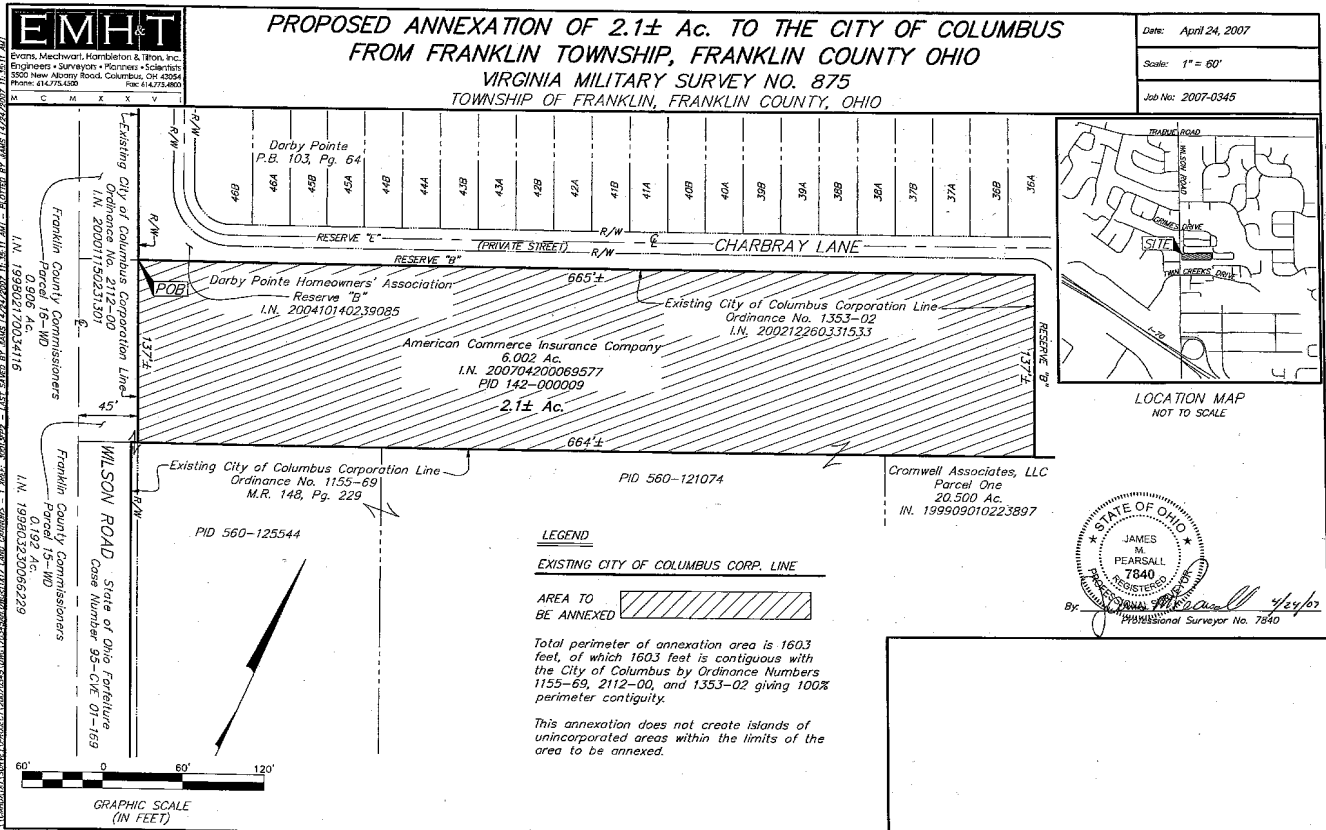 EMH&T
Evans, Mechwart, Hambleton & Tilton, Inc.
Engineers • Surveyors • Planners • Scientists
5500 New Albany Road, Columbus, OH 43054
Phone: 614.775.4500 Fax: 614.775.4800
M C M X X V I
PROPOSED ANNEXATION OF 2.1± Ac. TO THE CITY OF COLUMBUS
FROM FRANKLIN TOWNSHIP, FRANKLIN COUNTY OHIO
VIRGINIA MILITARY SURVEY NO. 875
TOWNSHIP OF FRANKLIN, FRANKLIN COUNTY, OHIO
Date: April 24, 2007
Scale: 1" = 60'
Job No: 2007-0345
Existing City of Columbus Corporation Line
Ordinance No. 2112-00
I.N. 200011150231301
Franklin County Commissioners
Parcel 16-WD
0.906 Ac.
I.N. 199802170034116
R/W
R/W
R/W
Darby Pointe
P.B. 103, Pg. 64
46B
46A
45B
45A
44B
44A
43B
43A
42B
42A
41B
41A
40B
40A
39B
39A
38B
38A
37B
37A
36B
36A
RESERVE "E"
(PRIVATE STREET)
R/W
CHARBRAY LANE
RESERVE "B"
R/W
POB
Darby Pointe Homeowners' Association
Reserve "B"
I.N. 200410140239085
665'±
Existing City of Columbus Corporation Line
Ordinance No. 1353-02
I.N. 200212260331533
American Commerce Insurance Company
6.002 Ac.
I.N. 200704200069577
PID 142-000009
2.1± Ac.
137'±
137'±
RESERVE "B"
45'
664'±
Existing City of Columbus Corporation Line
Ordinance No. 1155-69
M.R. 148, Pg. 229
PID 560-121074
Cromwell Associates, LLC
Parcel One
20.500 Ac.
IN. 199909010223897
PID 560-125544
R/W
WILSON ROAD
State of Ohio Forfeiture
Case Number 95-CVE 01-169
Franklin County Commissioners
Parcel 15-WD
0.192 Ac.
I.N. 199803230066229
TRABUE ROAD
WILSON ROAD
GRIMES DRIVE
SITE
TWIN CREEKS DRIVE
I-70
LOCATION MAP
NOT TO SCALE
LEGEND
EXISTING CITY OF COLUMBUS CORP. LINE
AREA TO
BE ANNEXED
Total perimeter of annexation area is 1603
feet, of which 1603 feet is contiguous with
the City of Columbus by Ordinance Numbers
1155-69, 2112-00, and 1353-02 giving 100%
perimeter contiguity.
This annexation does not create islands of
unincorporated areas within the limits of the
area to be annexed.
STATE OF OHIO
JAMES
M.
PEARSALL
7840
REGISTERED
PROFESSIONAL SURVEYOR
By: 4/24/07
Professional Surveyor No. 7840
60' 0 60' 120'
GRAPHIC SCALE
(IN FEET)